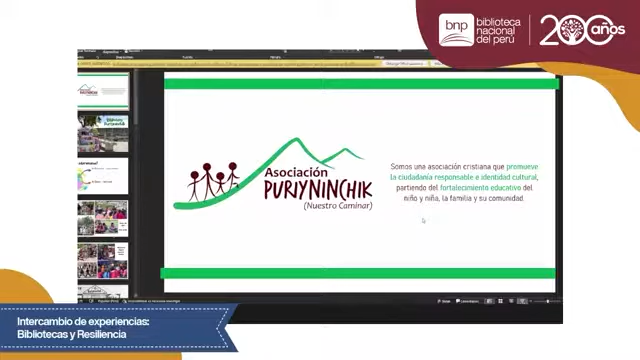 bnp
biblioteca
nacional
del perú
200 años
Asociación
PURIYNINCHIK
(Nuestro Caminar)
Somos una asociación cristiana que promueve
la ciudadanía responsable e identidad cultural,
partiendo del fortalecimiento educativo del
niño y niña, la familia y su comunidad.
Intercambio de experiencias:
Bibliotecas y Resiliencia